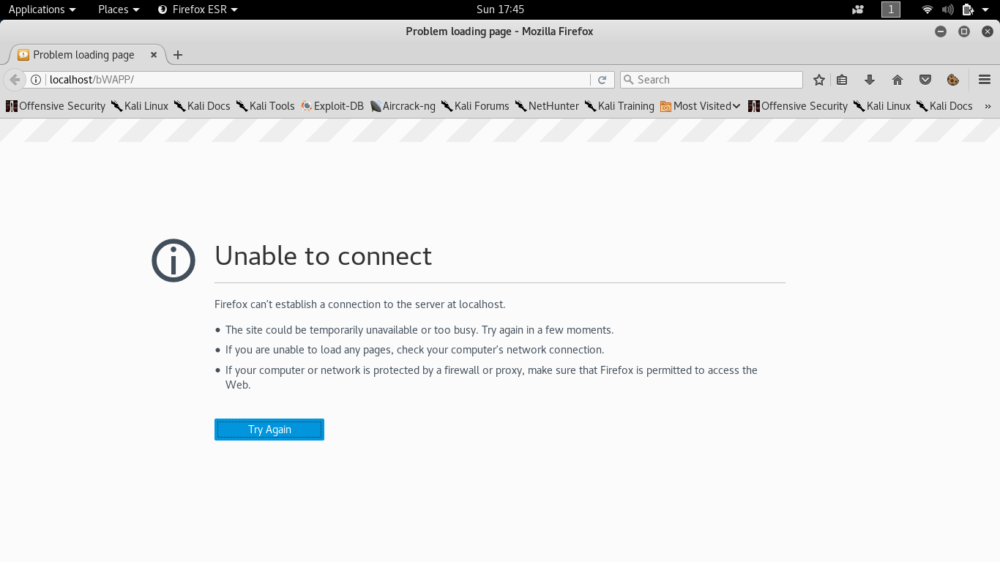 Applications Places Firefox ESR Sun 17:45 1
Problem loading page - Mozilla Firefox
Problem loading page
localhost/bWAPP/ Search
Offensive Security Kali Linux Kali Docs Kali Tools Exploit-DB Aircrack-ng Kali Forums NetHunter Kali Training Most Visited Offensive Security Kali Linux Kali Docs »
Unable to connect
Firefox can’t establish a connection to the server at localhost.
• The site could be temporarily unavailable or too busy. Try again in a few moments.
• If you are unable to load any pages, check your computer’s network connection.
• If your computer or network is protected by a firewall or proxy, make sure that Firefox is permitted to access the
Web.
Try Again